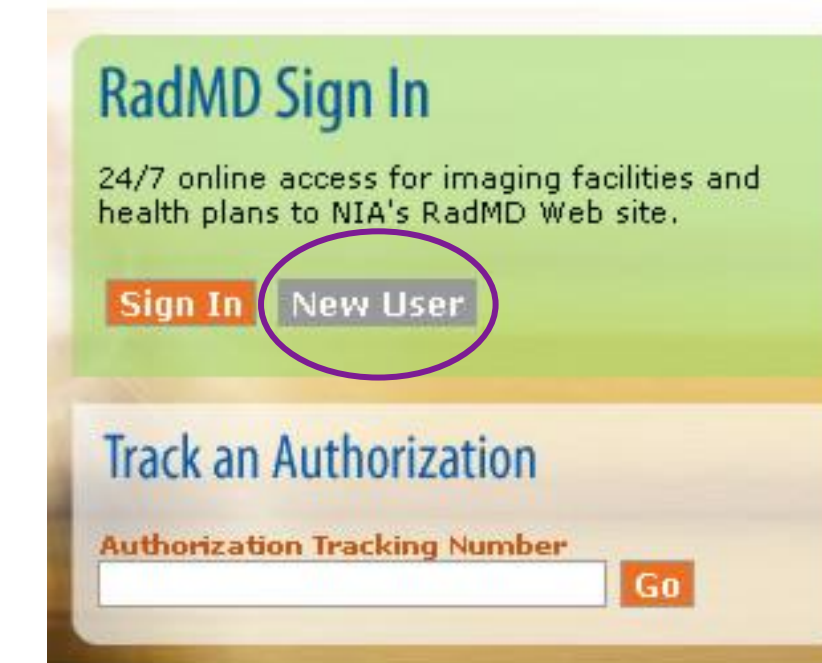 RadMD Sign In
24/7 online access for imaging facilities and
health plans to NIA's RadMD Web site.
Sign In New User
Track an Authorization
Authorization Tracking Number
Go